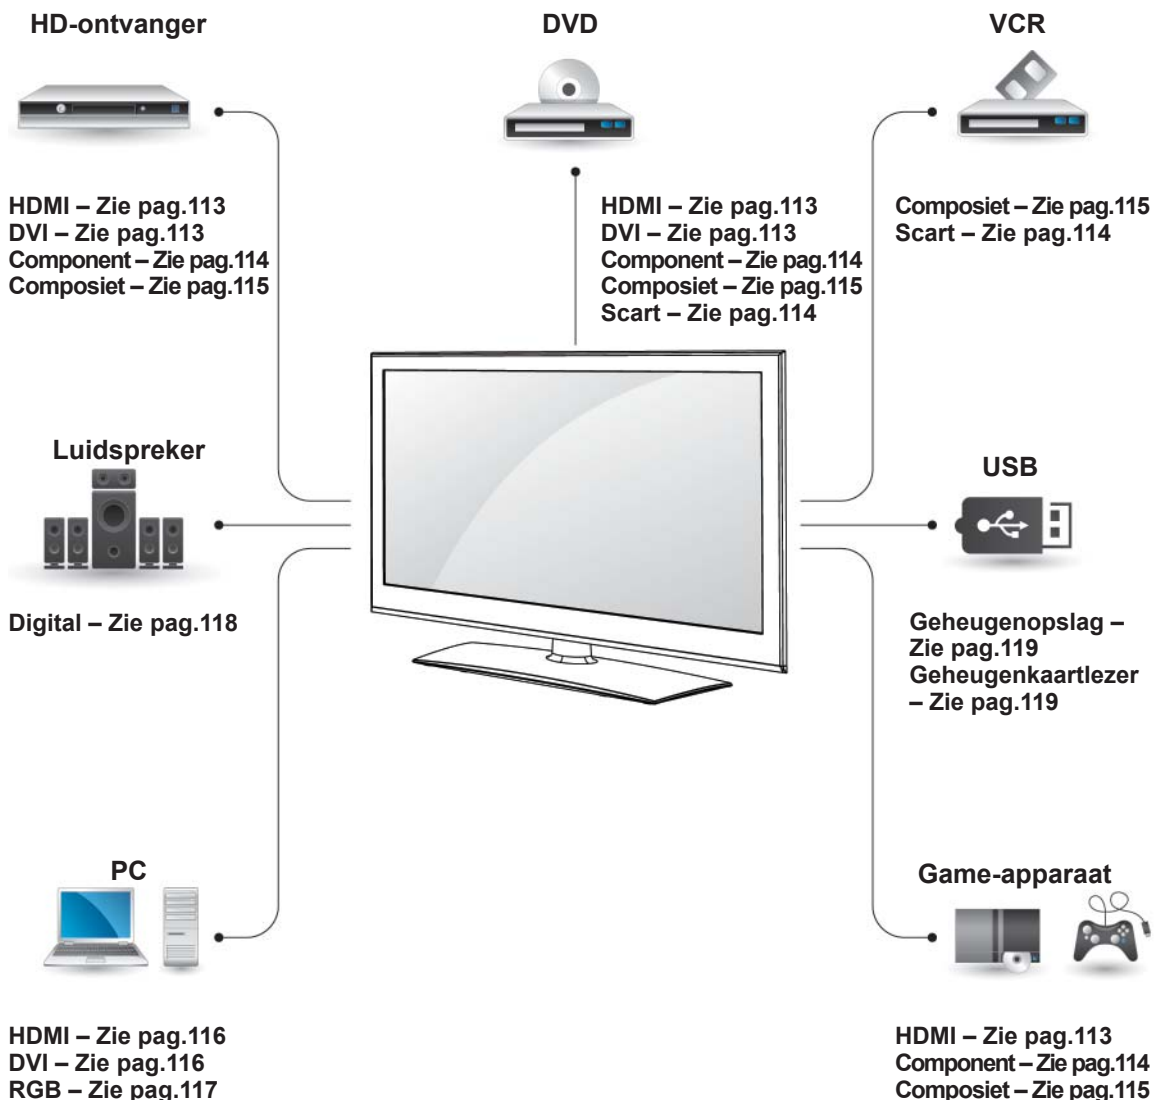 HD-ontvanger
HDMI – Zie pag.113
DVI – Zie pag.113
Component – Zie pag.114
Composiet – Zie pag.115
DVD
HDMI – Zie pag.113
DVI – Zie pag.113
Component – Zie pag.114
Composiet – Zie pag.115
Scart – Zie pag.114
VCR
Composiet – Zie pag.115
Scart – Zie pag.114
Luidspreker
Digital – Zie pag.118
USB
Geheugenopslag –
Zie pag.119
Geheugenkaartlezer
– Zie pag.119
PC
HDMI – Zie pag.116
DVI – Zie pag.116
RGB – Zie pag.117
Game-apparaat
HDMI – Zie pag.113
Component – Zie pag.114
Composiet – Zie pag.115